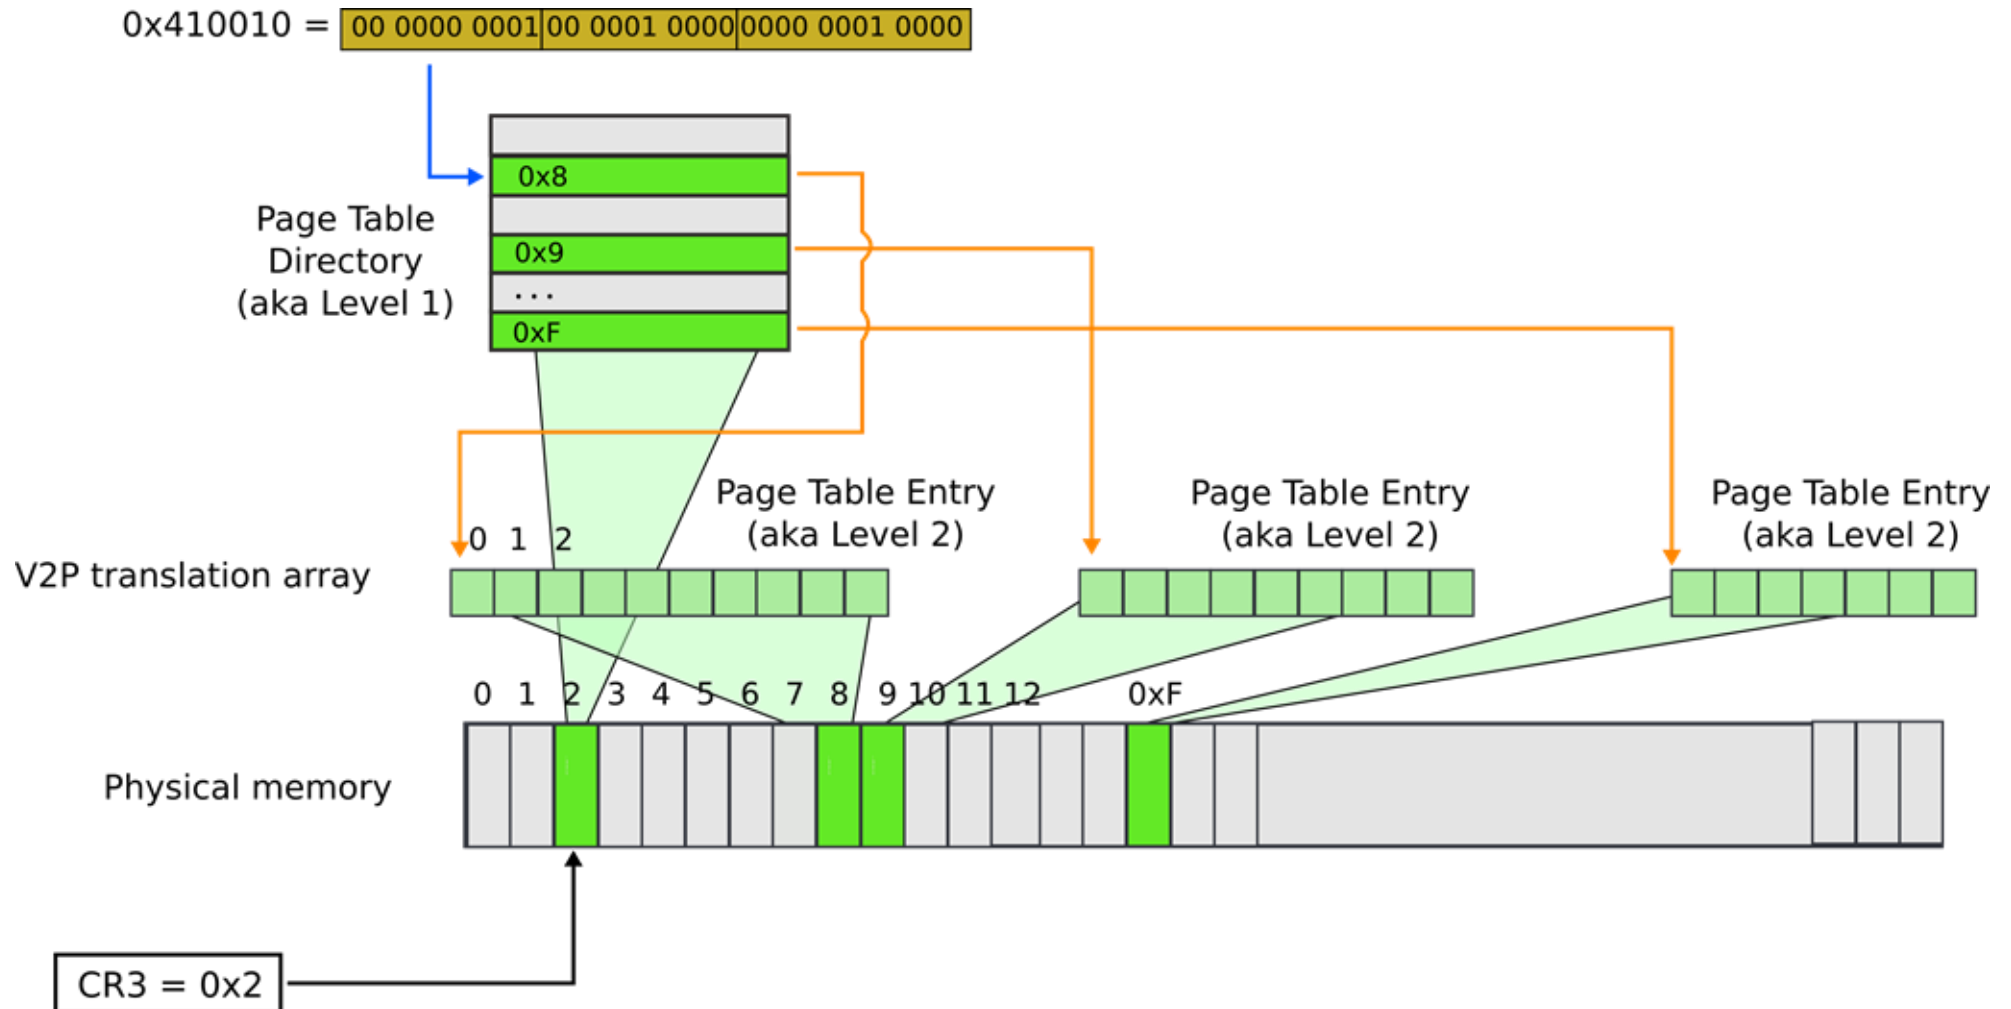 0x410010 = 00 0000 0001 00 0001 0000 0000 0001 0000
0x8
Page Table
Directory
(aka Level 1)
0x9
...
0xF
Page Table Entry
(aka Level 2)
Page Table Entry
(aka Level 2)
Page Table Entry
(aka Level 2)
0 1 2
V2P translation array
0 1 2 3 4 5 6 7 8 9 10 11 12 0xF
Physical memory
CR3 = 0x2